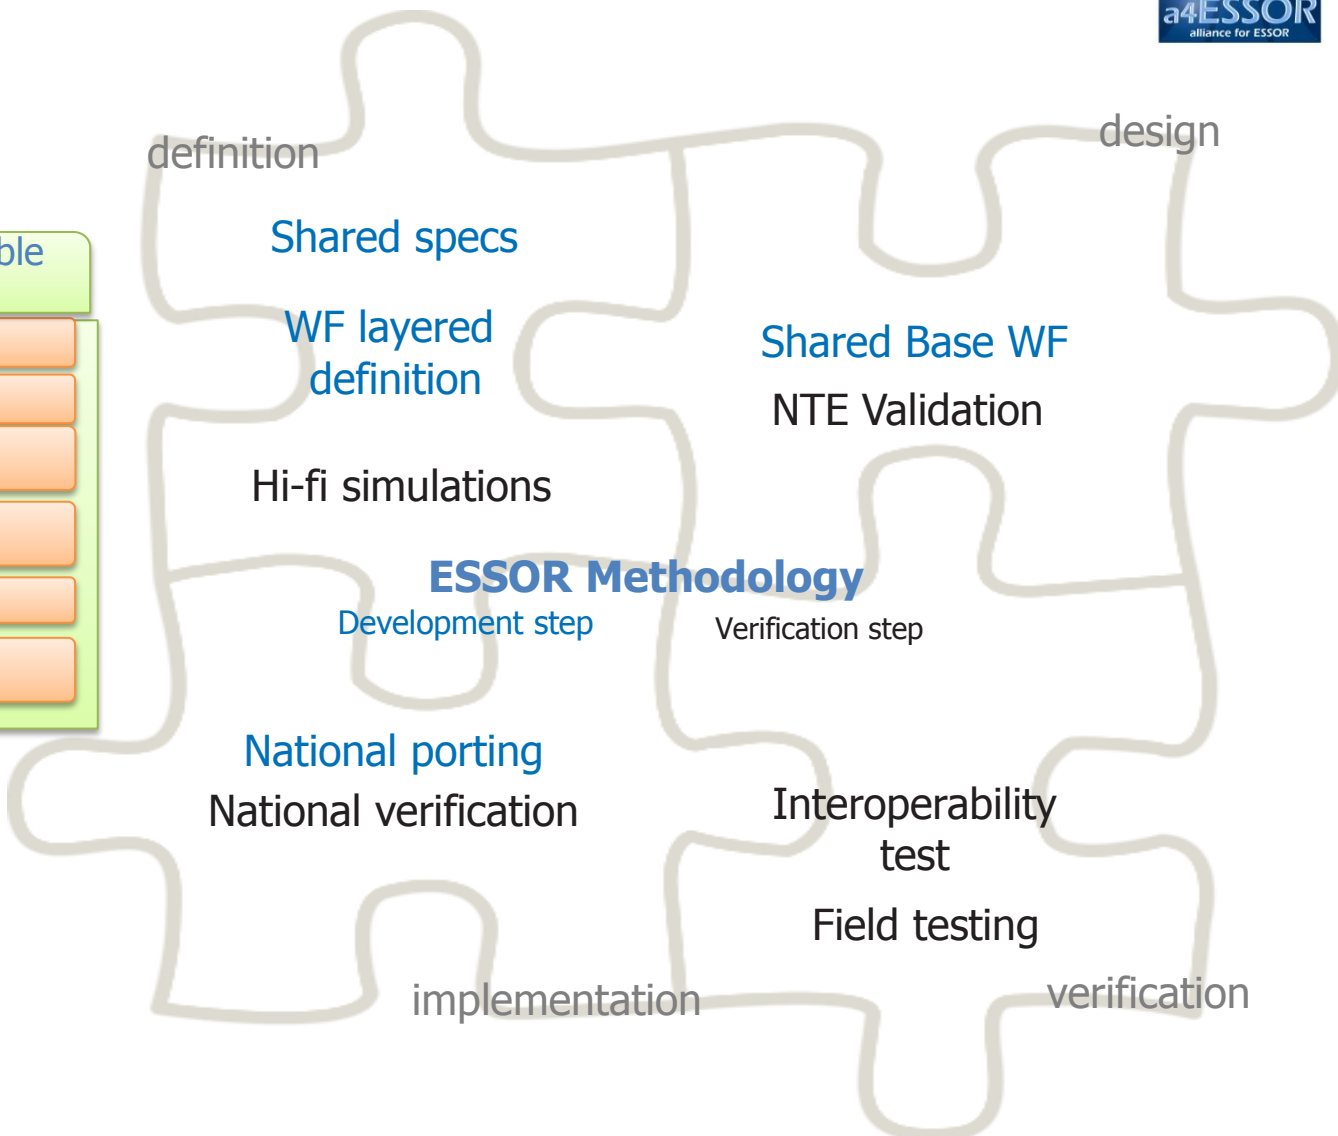 a4ESSOR
alliance for ESSOR
definition
design
Shared specs
WF layered
definition
Shared Base WF
NTE Validation
Hi-fi simulations
ESSOR Methodology
Development step
Verification step
National porting
National verification
Interoperability
test
Field testing
implementation
verification